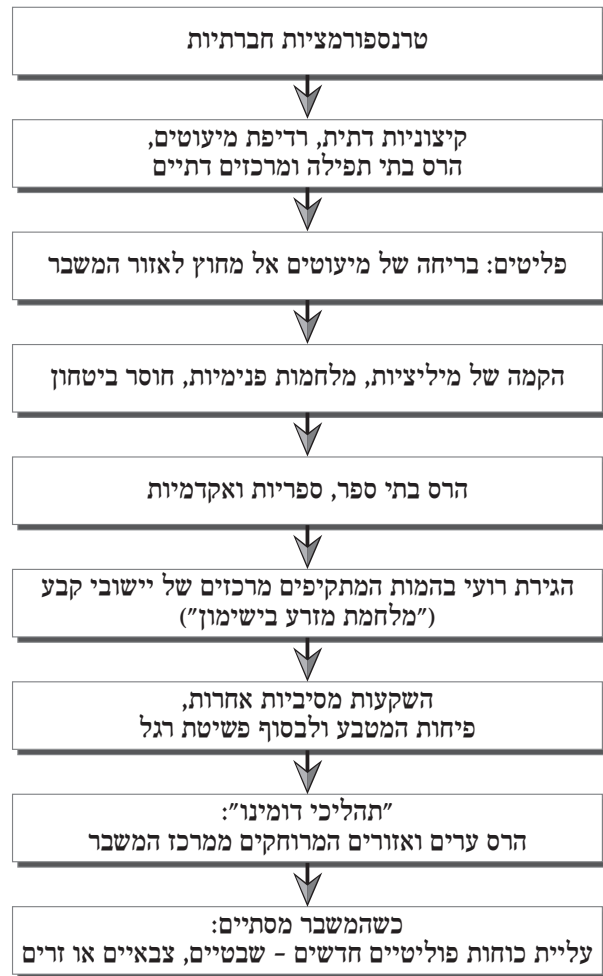 טרנספורמציות חברתיות
קיצוניות דתית, רדיפת מיעוטים,
הרס בתי תפילה ומרכזים דתיים
פליטים: בריחה של מיעוטים אל מחוץ לאזור המשבר
הקמה של מיליציות, מלחמות פנימיות, חוסר ביטחון
הרס בתי ספר, ספריות ואקדמיות
הגירת רועי בהמות המתקיפים מרכזים של יישובי קבע
("מלחמת מזרע בישימון")
השקעות מסיביות אחרות,
פיחות המטבע ולבסוף פשיטת רגל
"תהליכי דומינו":
הרס ערים ואזורים המרוחקים ממרכז המשבר
כשהמשבר מסתיים:
עליית כוחות פוליטיים חדשים – שבטיים, צבאיים או זרים